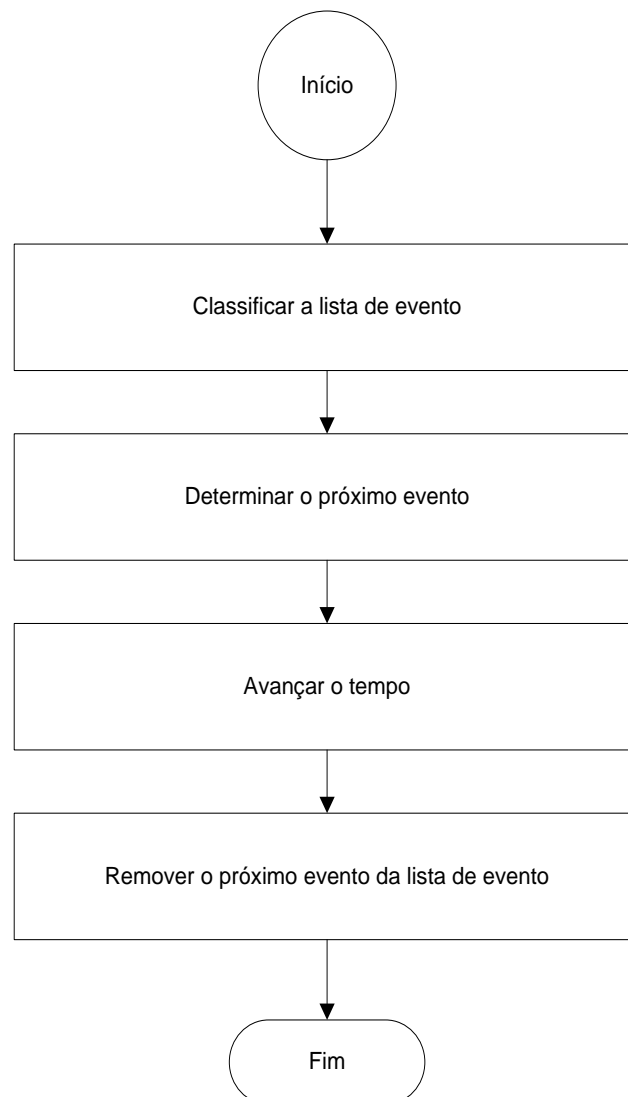 Início
Classificar a lista de evento
Determinar o próximo evento
Avançar o tempo
Remover o próximo evento da lista de evento
Fim